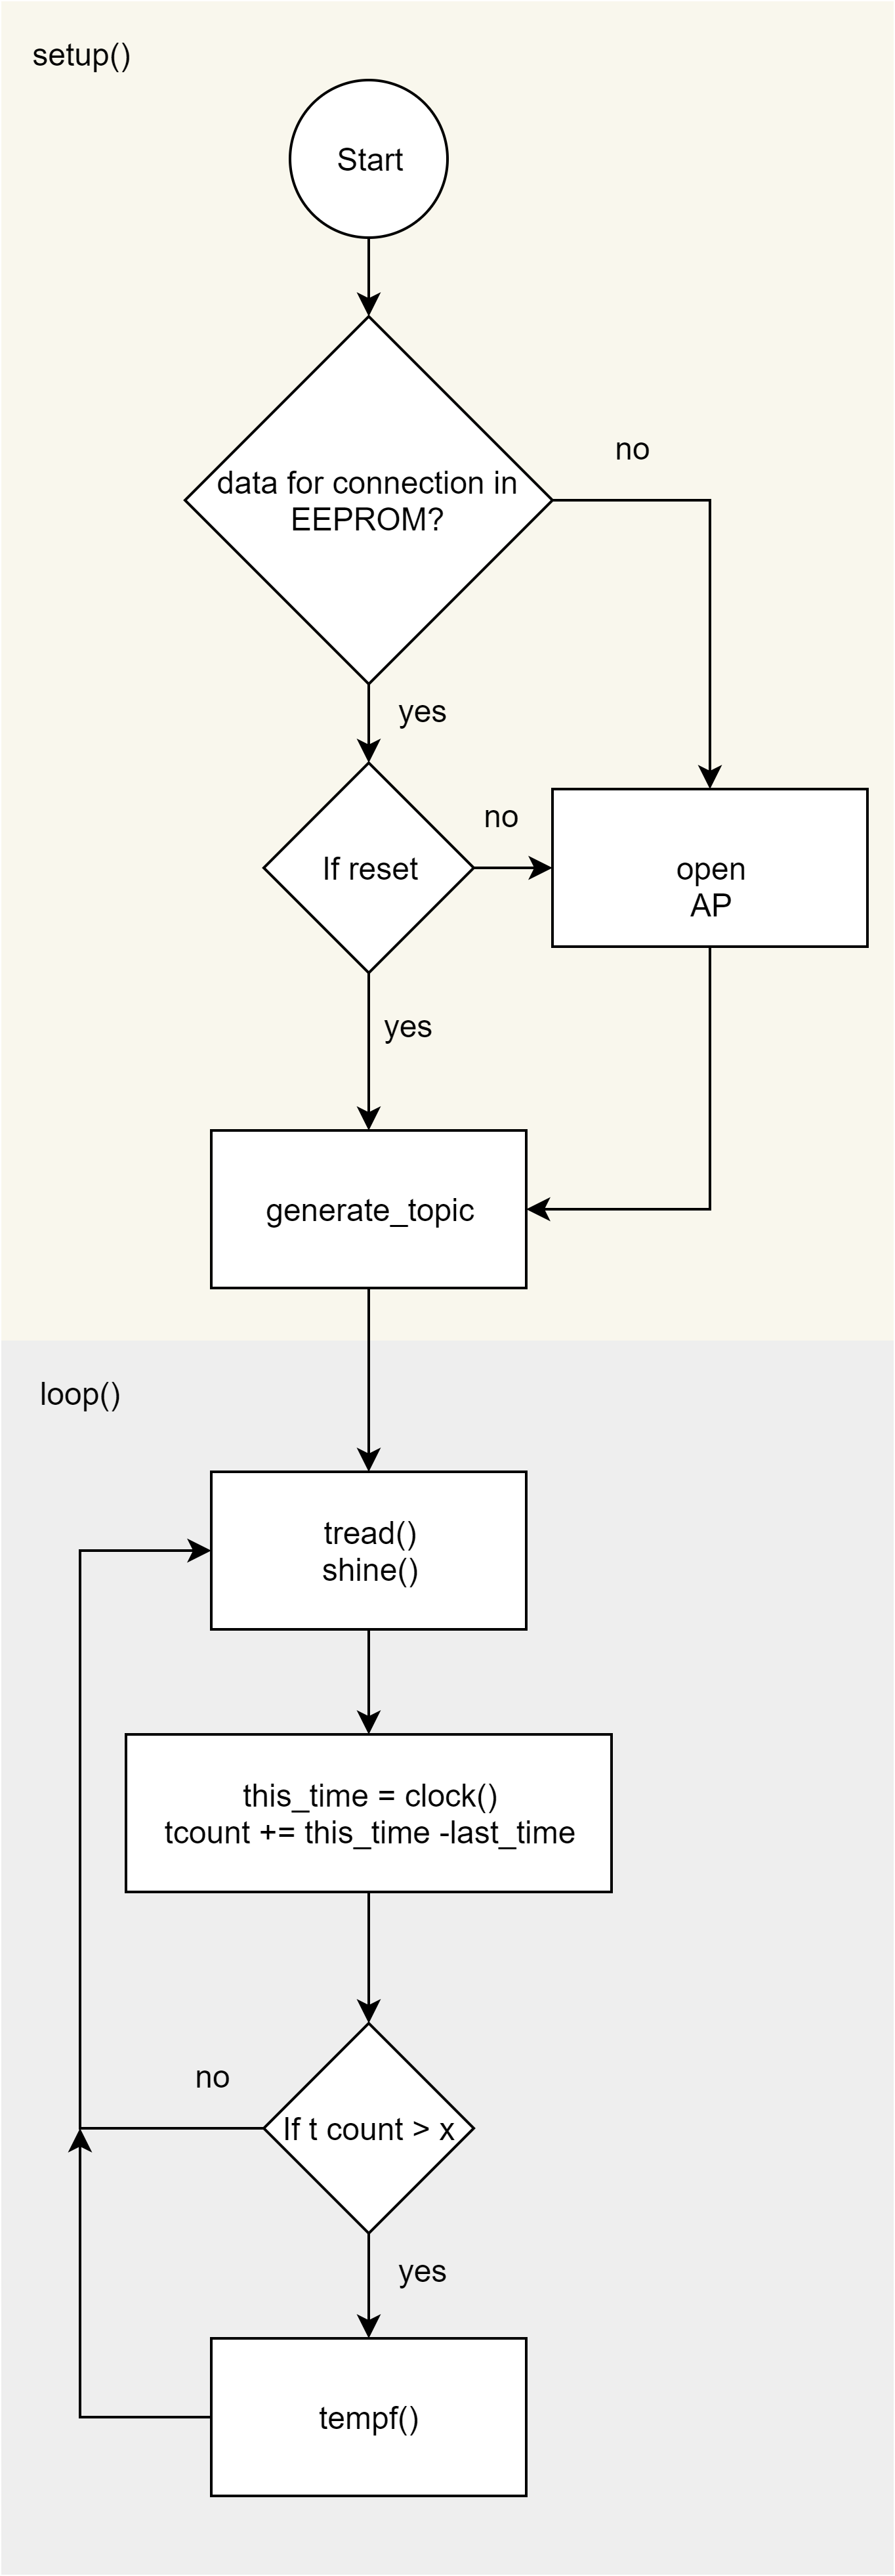 setup()
Start
data for connection in
EEPROM?
no
yes
If reset
no
open
AP
yes
generate_topic
loop()
tread()
shine()
this_time = clock()
tcount += this_time -last_time
no
If t count > x
yes
tempf()